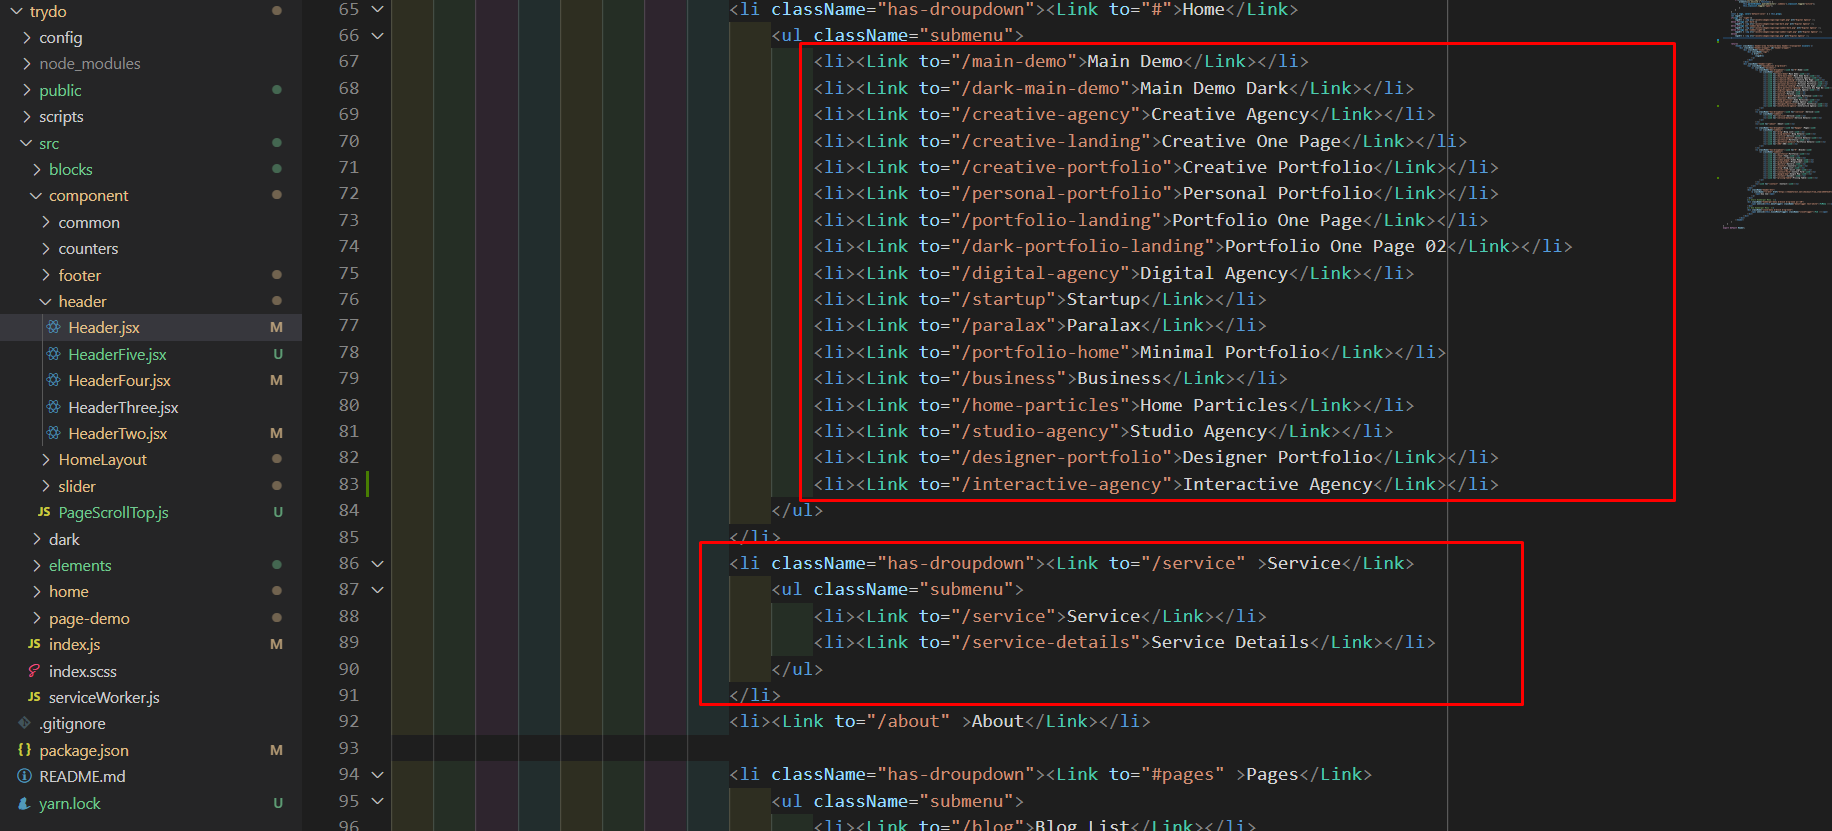 trydo
config
node_modules
public
scripts
src
blocks
component
common
counters
footer
header
Header.jsx M
HeaderFive.jsx U
HeaderFour.jsx M
HeaderThree.jsx
HeaderTwo.jsx M
HomeLayout
slider
JS PageScrollTop.js U
dark
elements
home
page-demo
JS index.js M
index.scss
JS serviceWorker.js
.gitignore
{} package.json M
README.md
yarn.lock U
65 <li className="has-droupdown"><Link to="#">Home</Link>
66 <ul className="submenu">
67 <li><Link to="/main-demo">Main Demo</Link></li>
68 <li><Link to="/dark-main-demo">Main Demo Dark</Link></li>
69 <li><Link to="/creative-agency">Creative Agency</Link></li>
70 <li><Link to="/creative-landing">Creative One Page</Link></li>
71 <li><Link to="/creative-portfolio">Creative Portfolio</Link></li>
72 <li><Link to="/personal-portfolio">Personal Portfolio</Link></li>
73 <li><Link to="/portfolio-landing">Portfolio One Page</Link></li>
74 <li><Link to="/dark-portfolio-landing">Portfolio One Page 02</Link></li>
75 <li><Link to="/digital-agency">Digital Agency</Link></li>
76 <li><Link to="/startup">Startup</Link></li>
77 <li><Link to="/paralax">Paralax</Link></li>
78 <li><Link to="/portfolio-home">Minimal Portfolio</Link></li>
79 <li><Link to="/business">Business</Link></li>
80 <li><Link to="/home-particles">Home Particles</Link></li>
81 <li><Link to="/studio-agency">Studio Agency</Link></li>
82 <li><Link to="/designer-portfolio">Designer Portfolio</Link></li>
83 <li><Link to="/interactive-agency">Interactive Agency</Link></li>
84 </ul>
85 </li>
86 <li className="has-droupdown"><Link to="/service" >Service</Link>
87 <ul className="submenu">
88 <li><Link to="/service">Service</Link></li>
89 <li><Link to="/service-details">Service Details</Link></li>
90 </ul>
91 </li>
92 <li><Link to="/about" >About</Link></li>
93
94 <li className="has-droupdown"><Link to="#pages" >Pages</Link>
95 <ul className="submenu">
96 <li><Link to="/blog">Blog List</Link></li>